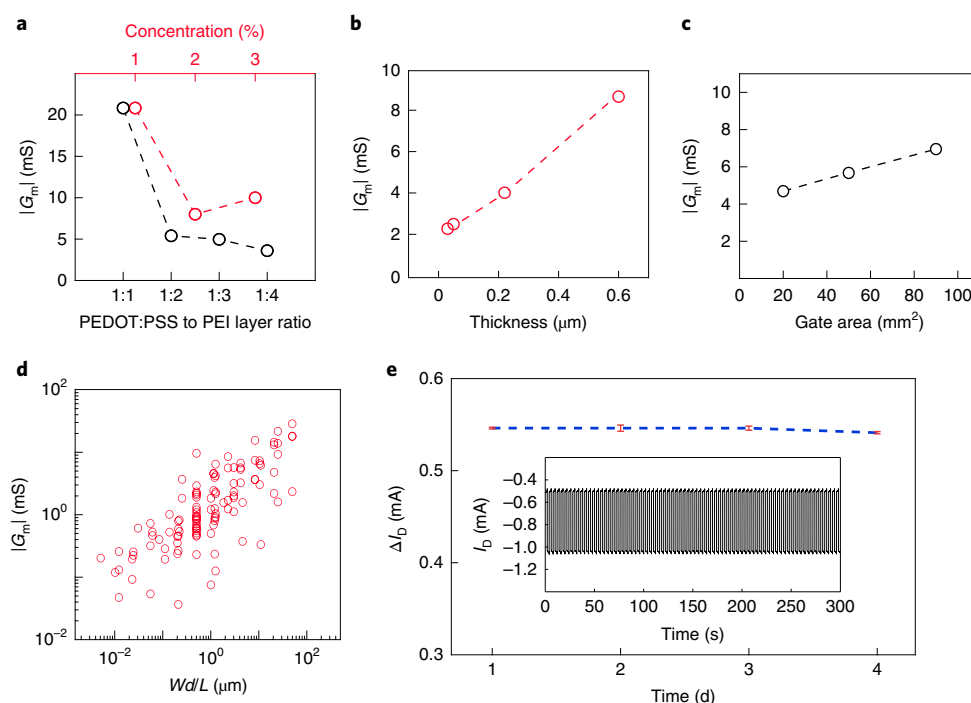 a
Concentration (%)
1 2 3
20
15
10
5
0
|Gm| (mS)
1:1 1:2 1:3 1:4
PEDOT:PSS to PEI layer ratio
b
10
8
6
4
2
0
|Gm| (mS)
0 0.2 0.4 0.6
Thickness (μm)
c
10
8
6
4
2
0
|Gm| (mS)
0 20 40 60 80 100
Gate area (mm²)
d
10²
10⁰
10⁻²
|Gm| (mS)
10⁻² 10⁰ 10²
Wd/L (μm)
e
0.6
0.5
0.4
0.3
ΔID (mA)
−0.4
−0.6
−0.8
−1.0
−1.2
ID (mA)
0 50 100 150 200 250 300
Time (s)
1 2 3 4
Time (d)